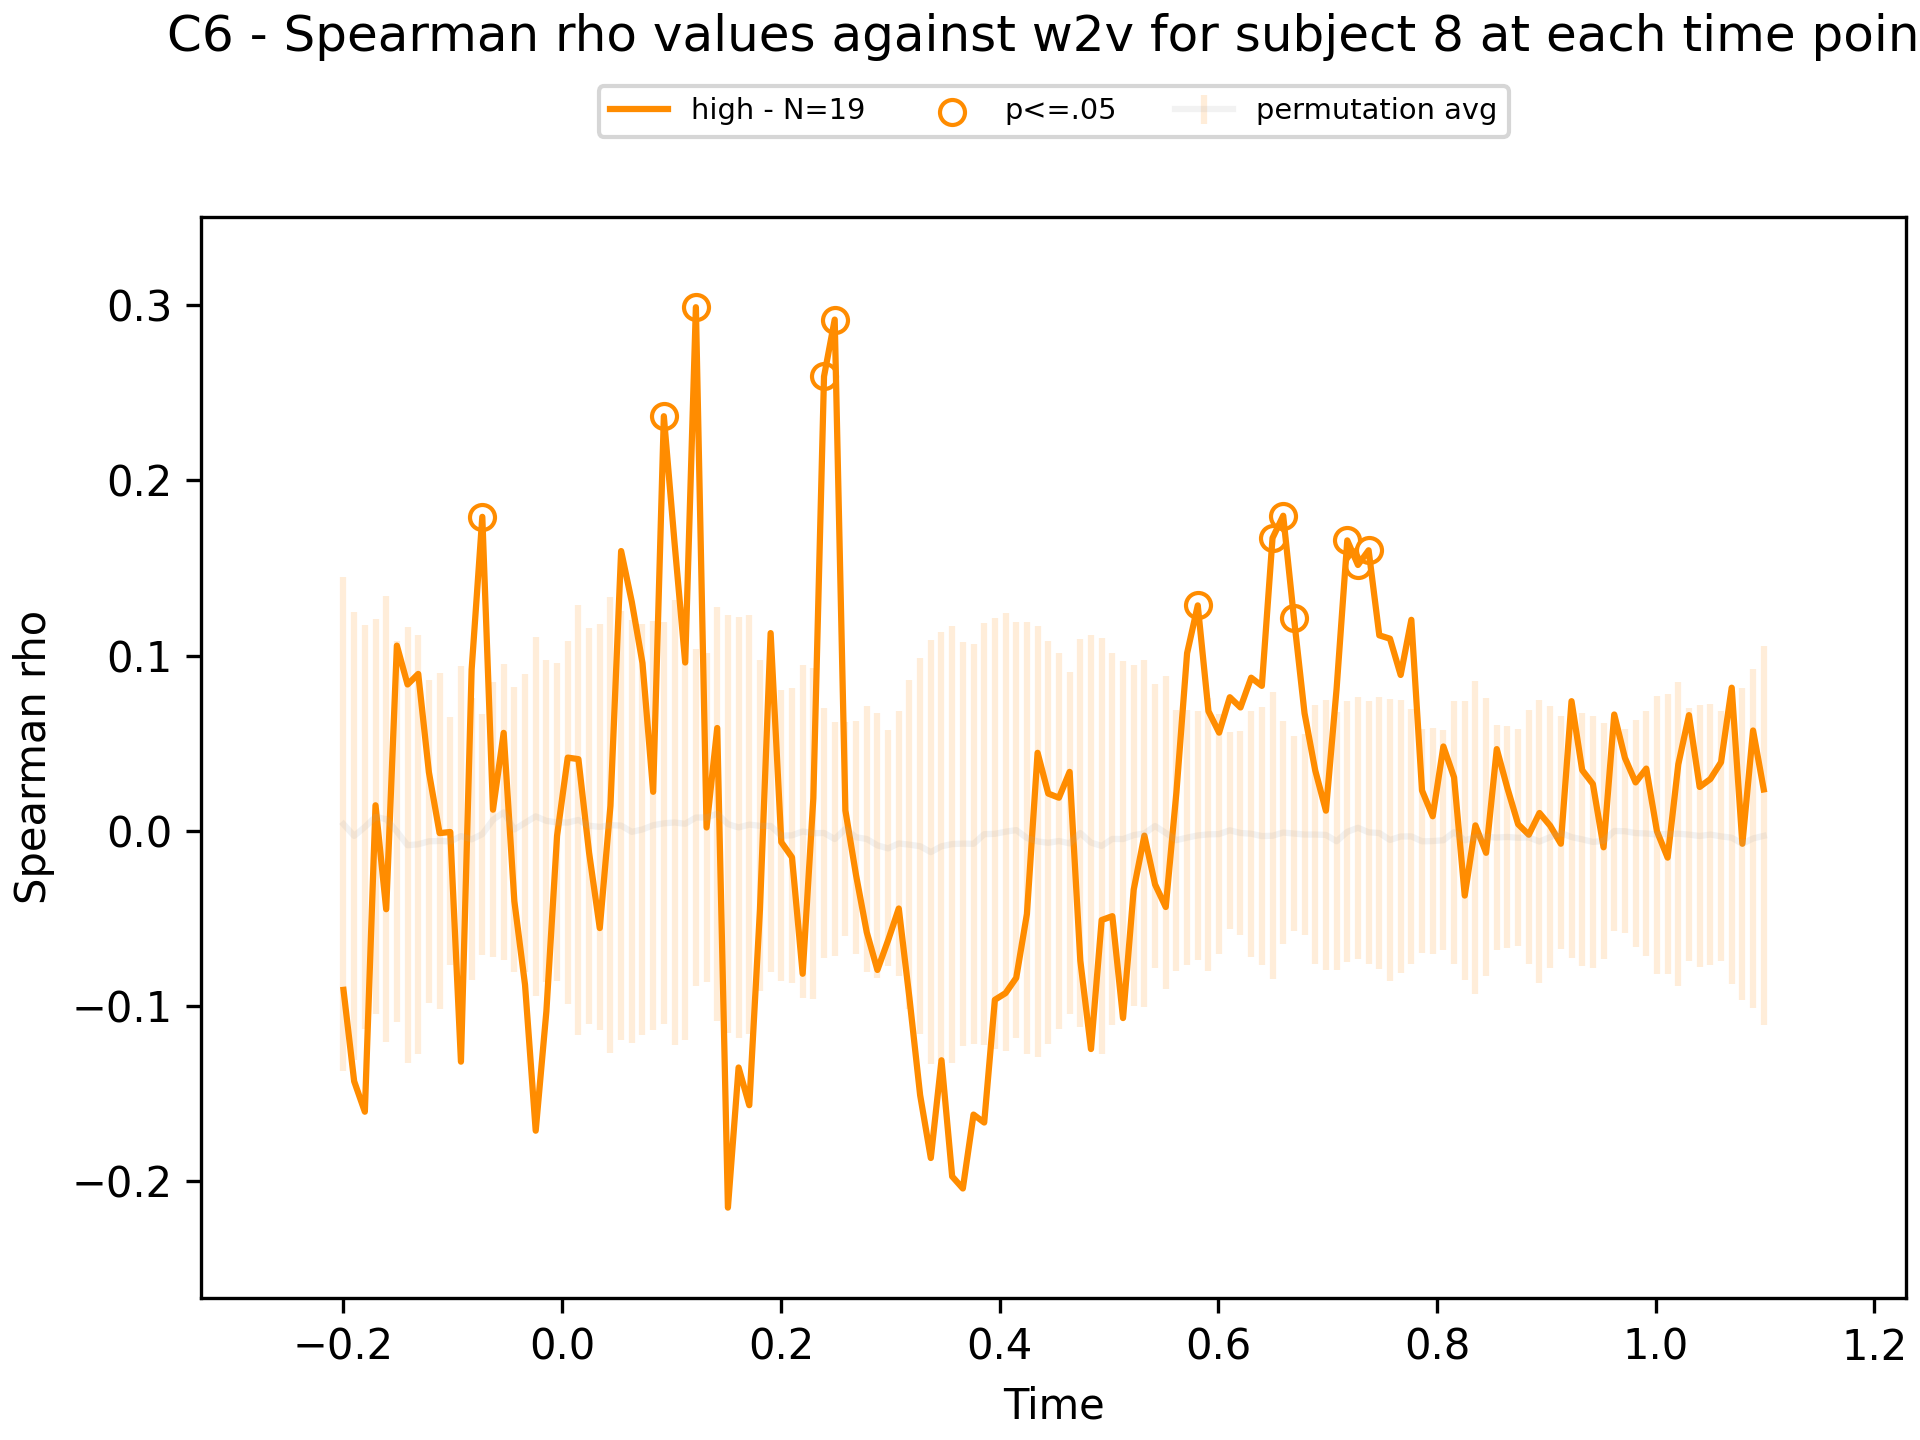 C6 - Spearman rho values against w2v for subject 8 at each time poin
high - N=19 p<=.05 permutation avg
0.3
0.2
0.1
0.0
−0.1
−0.2
Spearman rho
−0.2 0.0 0.2 0.4 0.6 0.8 1.0 1.2
Time